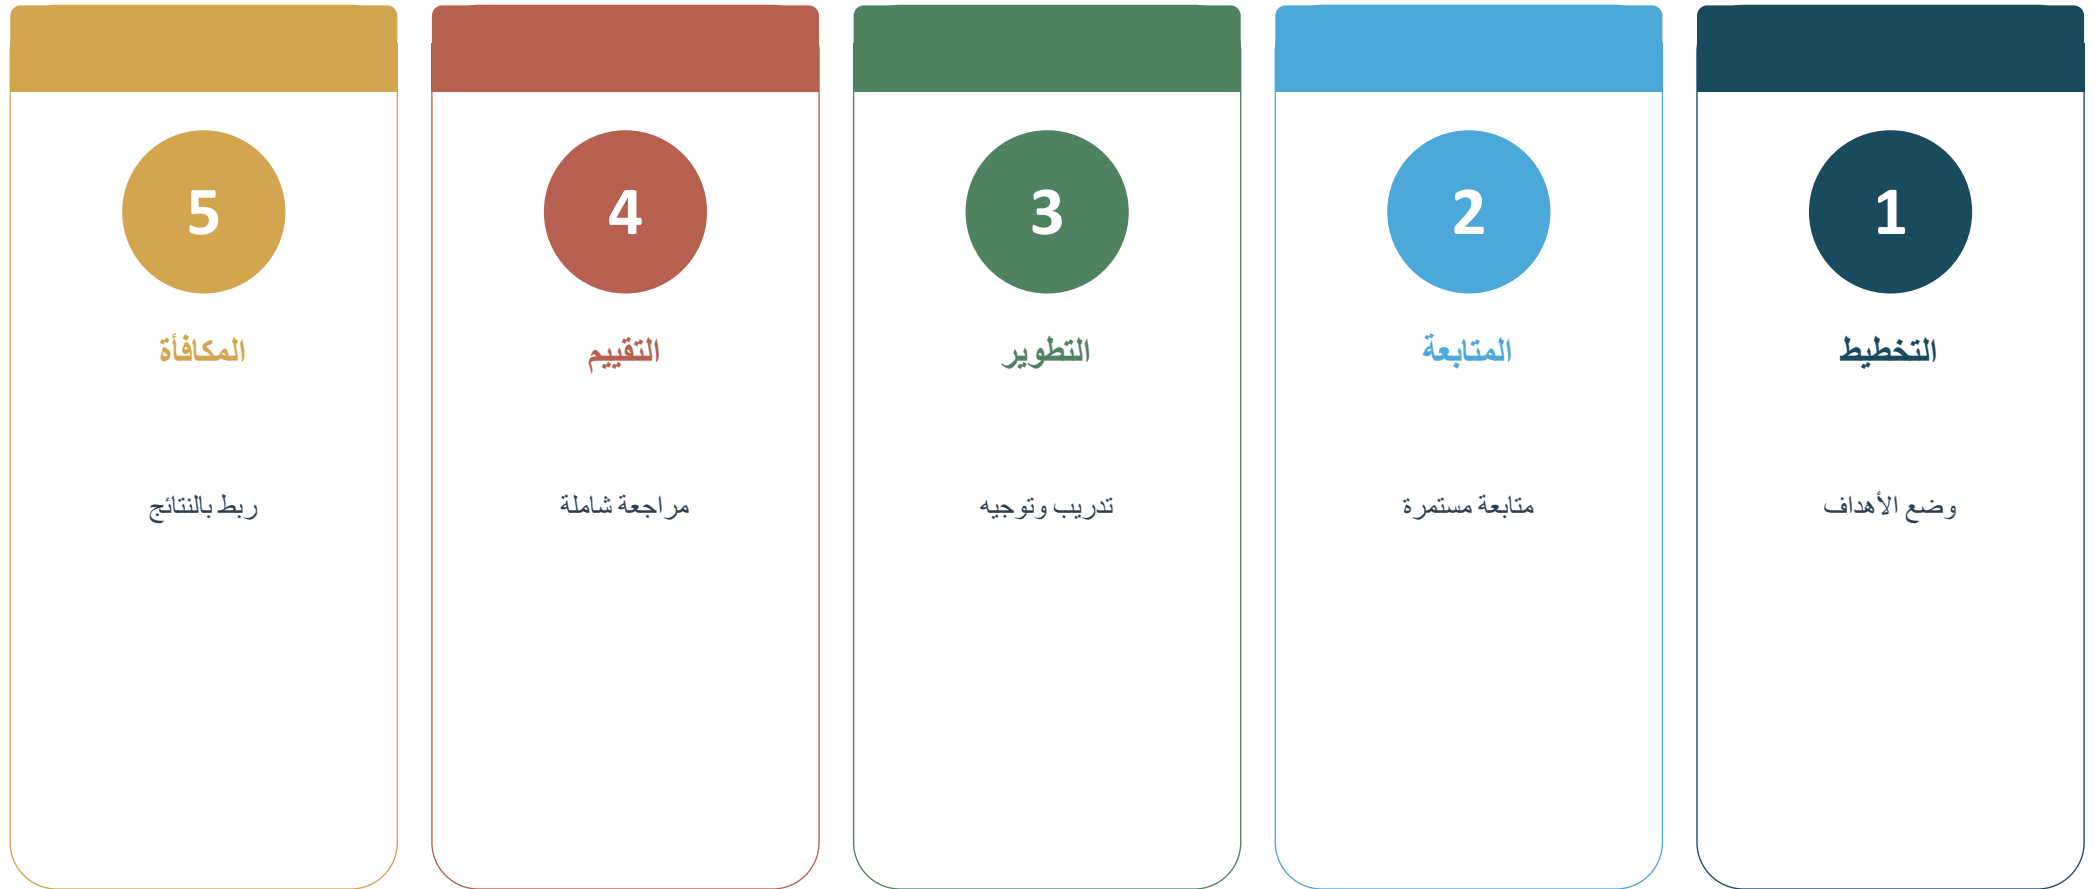 1
التخطيط
وضع الأهداف
2
المتابعة
متابعة مستمرة
3
التطوير
تدريب وتوجيه
4
التقييم
مراجعة شاملة
5
المكافأة
ربط بالنتائج